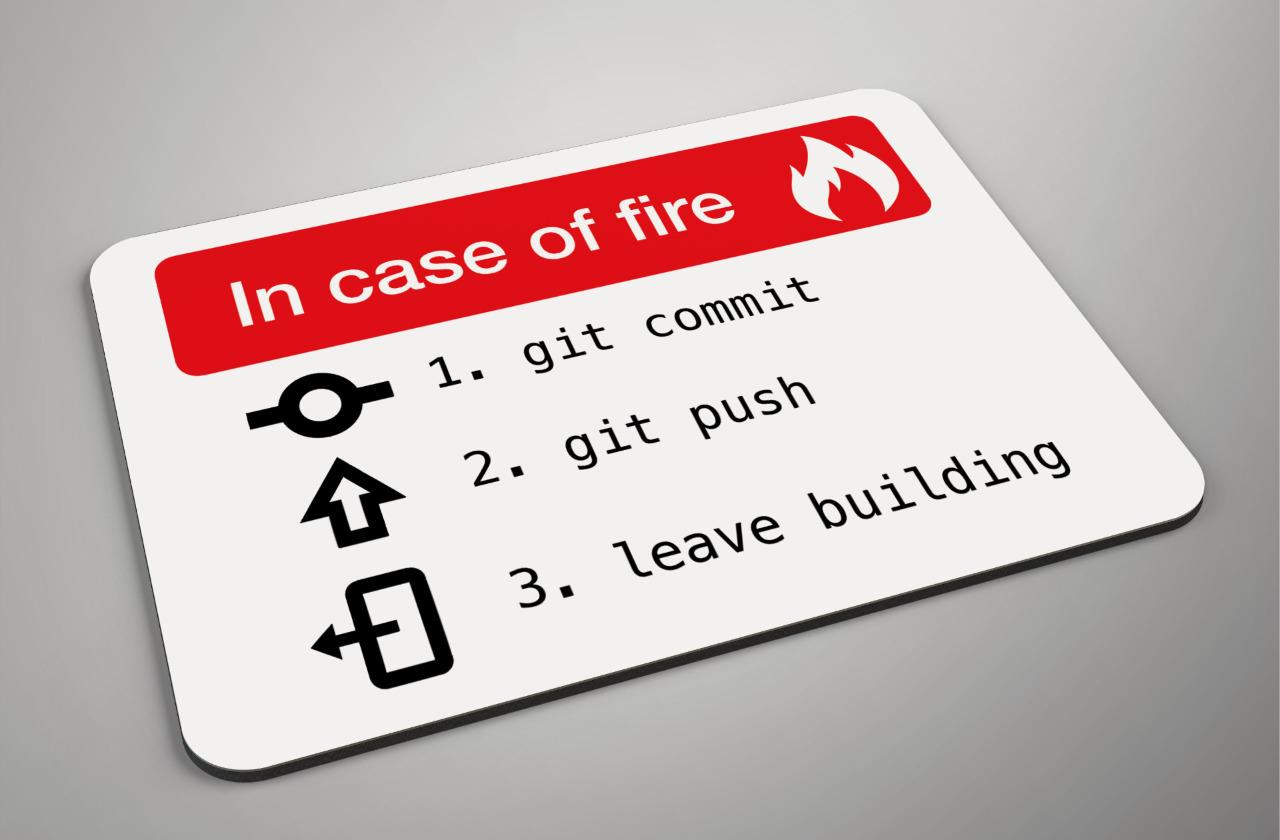 In case of fire
1. git commit
2. git push
3. leave building